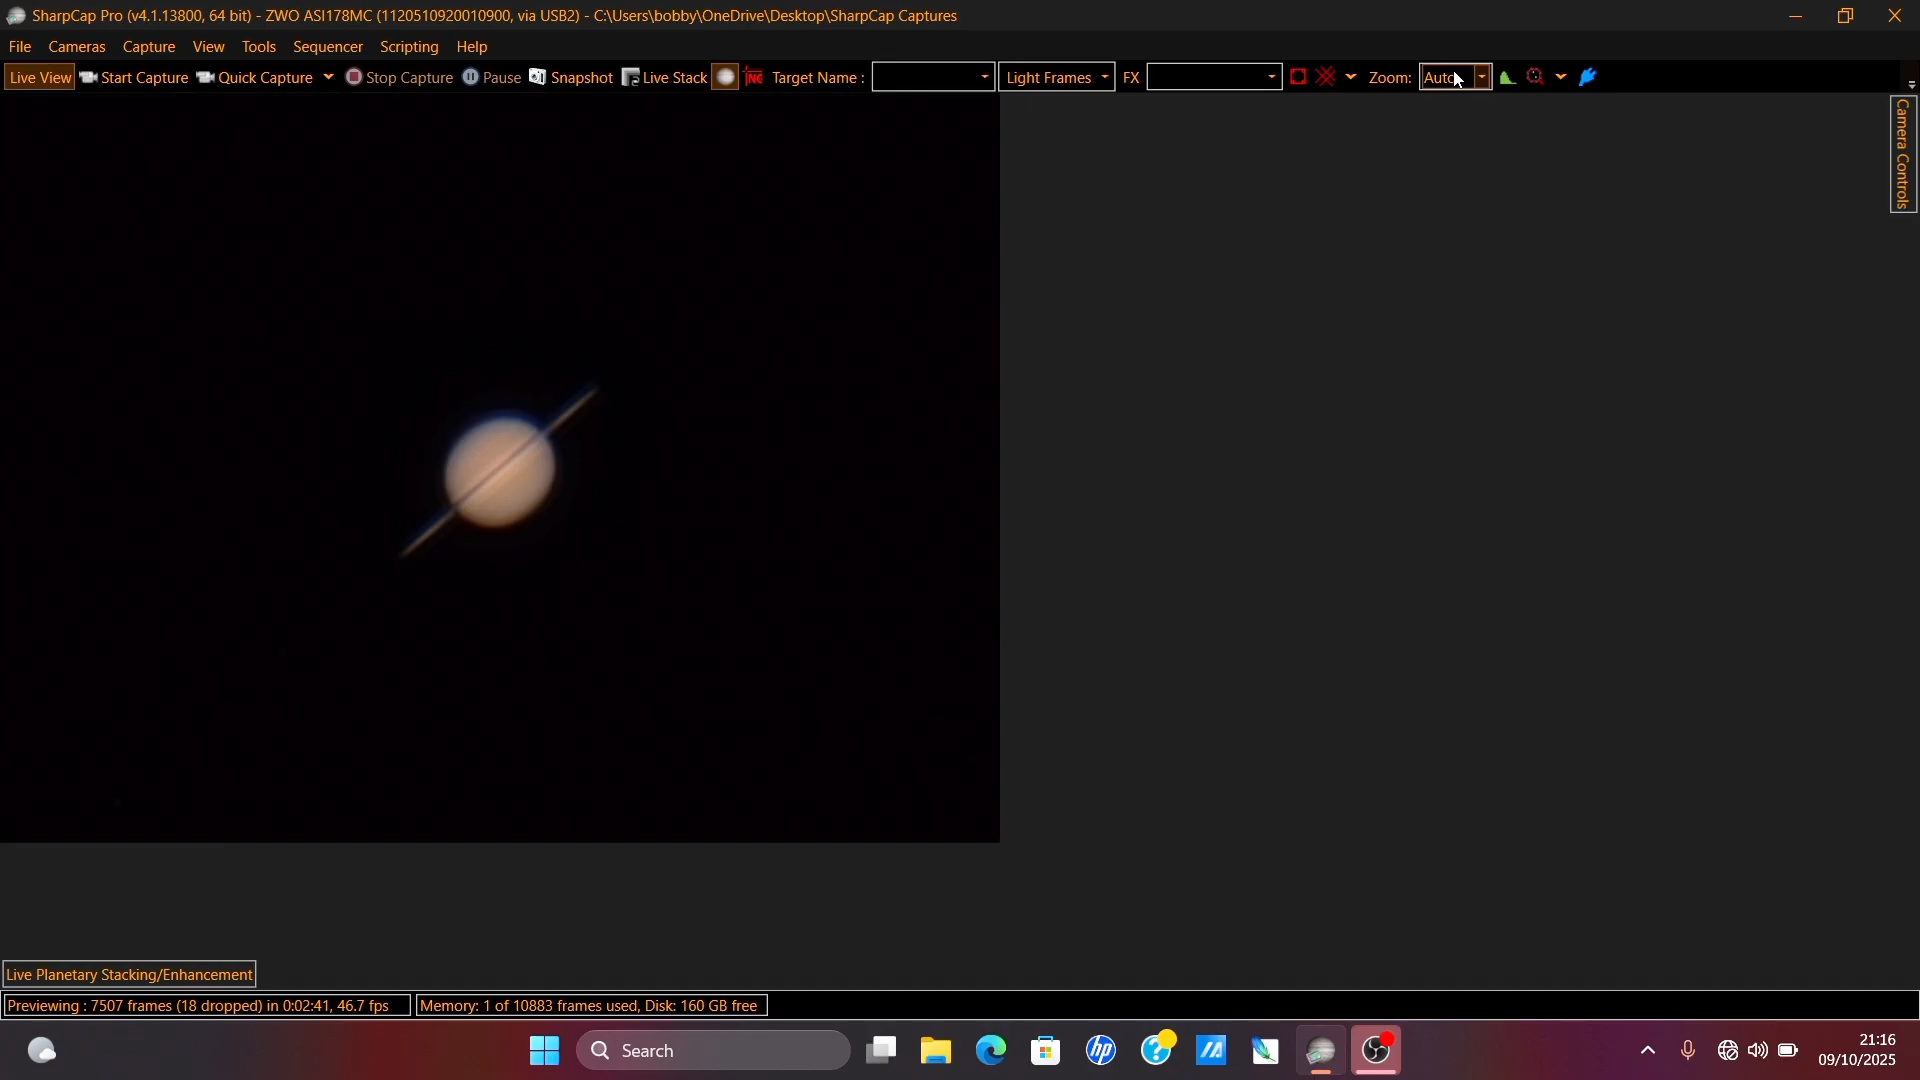 SharpCap Pro (v4.1.13800, 64 bit) - ZWO ASI178MC (1120510920010900, via USB2) - C:\Users\bobby\OneDrive\Desktop\SharpCap Captures
File Cameras Capture View Tools Sequencer Scripting Help
Live View Start Capture Quick Capture Stop Capture Pause Snapshot Live Stack Target Name : Light Frames FX Zoom: Auto
Camera Controls
Live Planetary Stacking/Enhancement
Previewing : 7507 frames (18 dropped) in 0:02:41, 46.7 fps Memory: 1 of 10883 frames used, Disk: 160 GB free
Search hp 21:16
09/10/2025